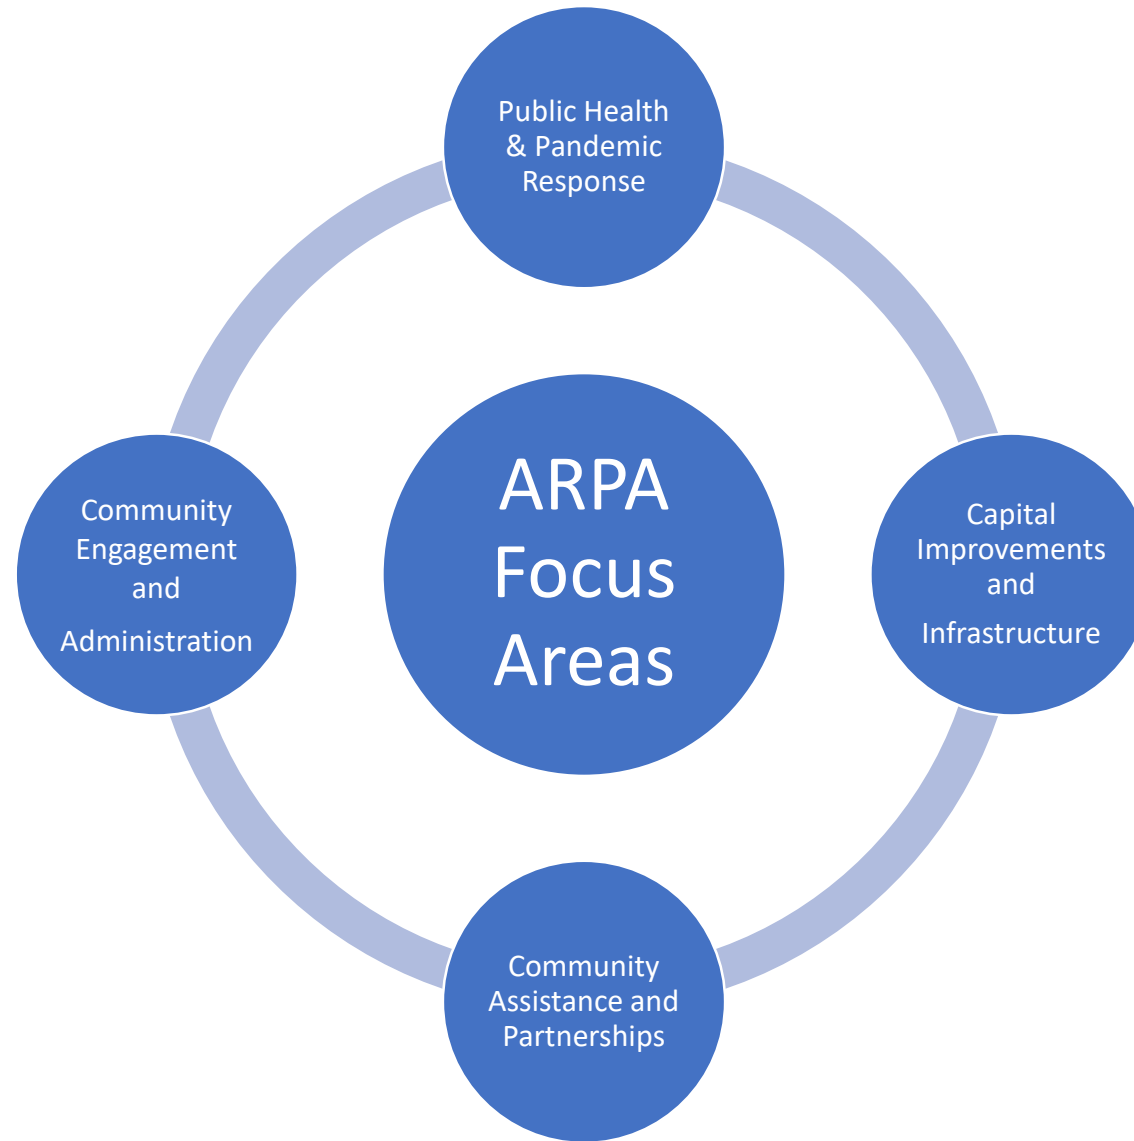 Public Health
& Pandemic
Response
Community
Engagement
and
Administration
ARPA
Focus
Areas
Capital
Improvements
and
Infrastructure
Community
Assistance and
Partnerships